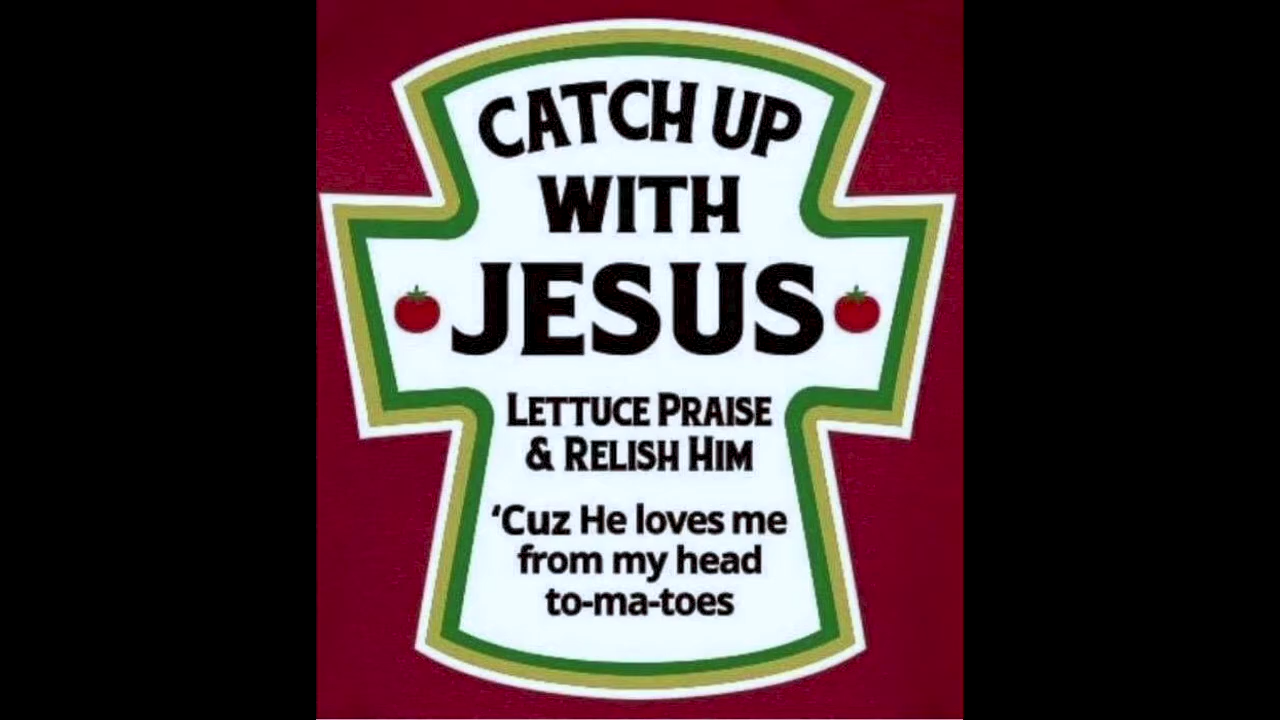 CATCH UP
WITH
JESUS
LETTUCE PRAISE
& RELISH HIM
‘Cuz He loves me
from my head
to-ma-toes